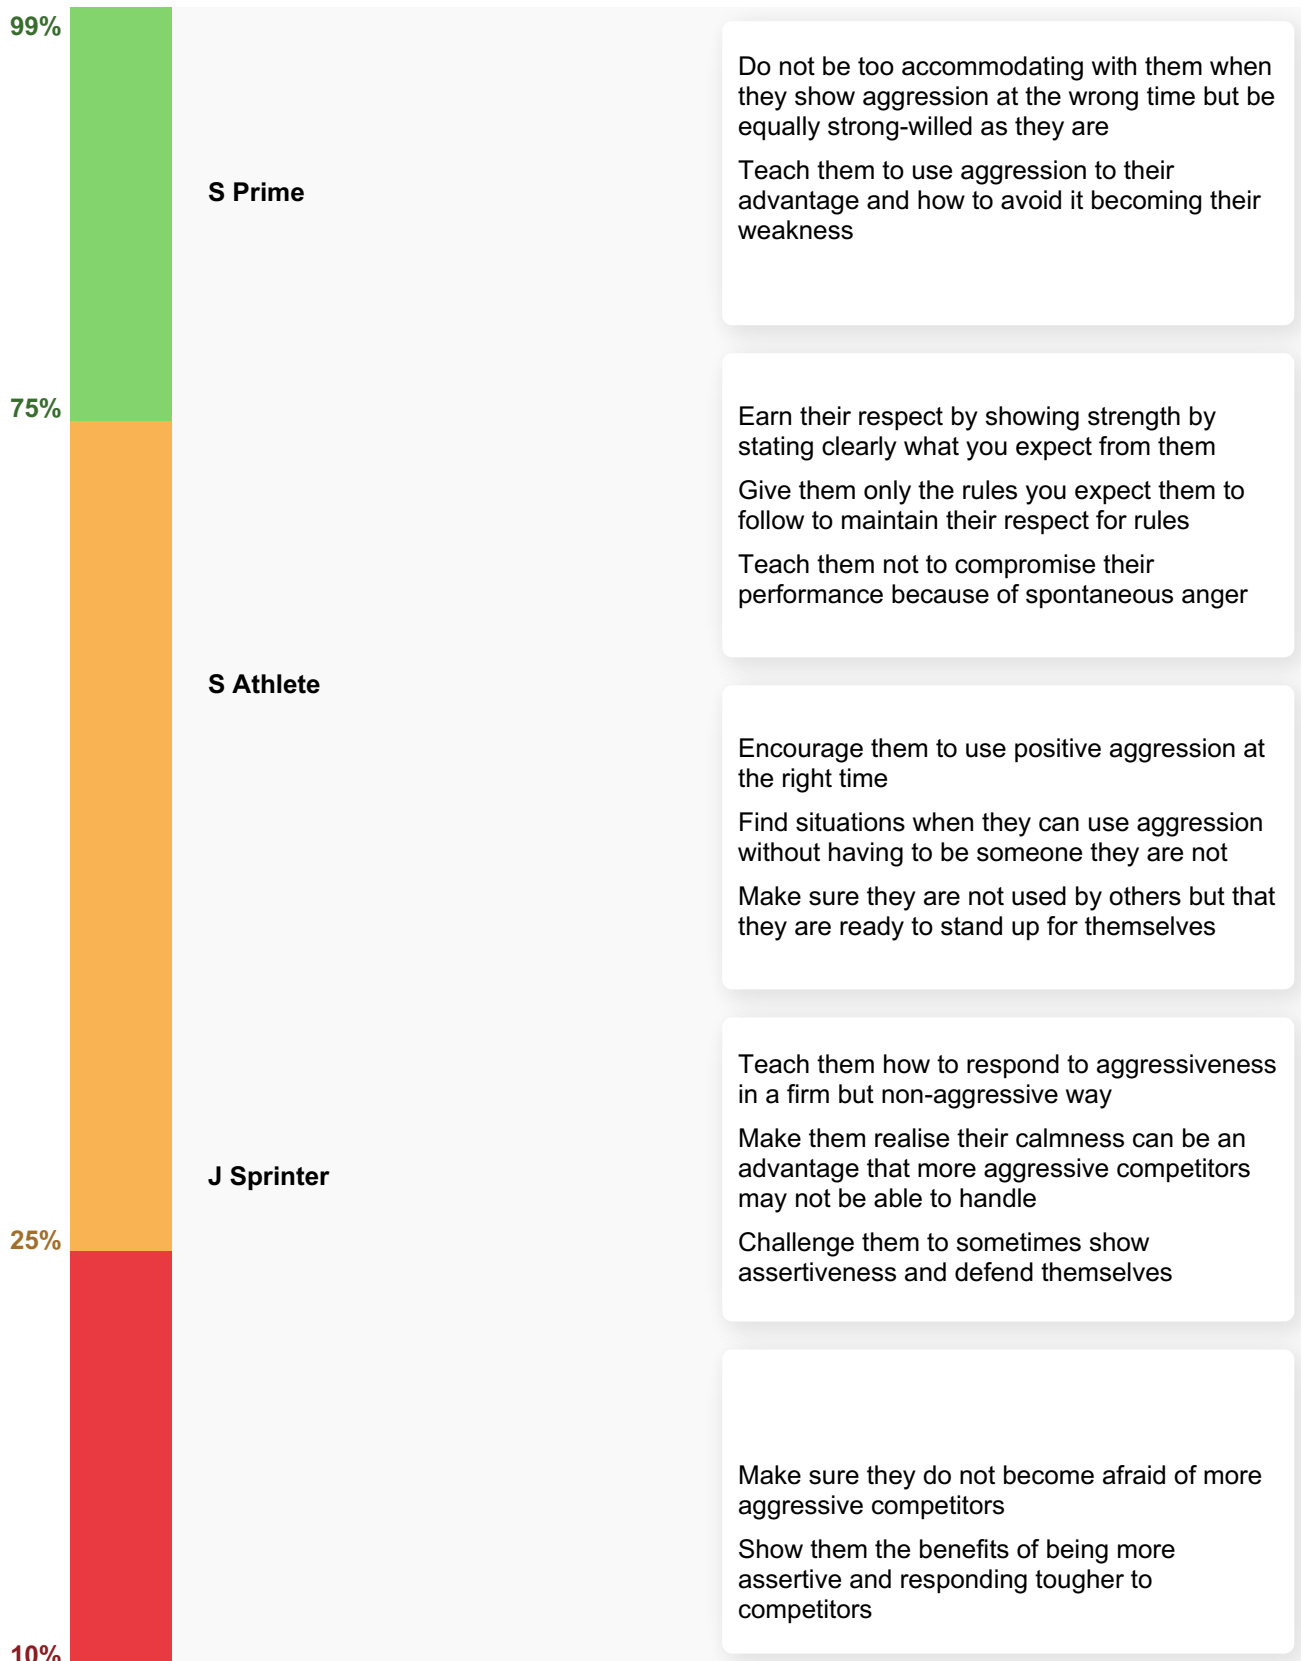 99%
Do not be too accommodating with them when
they show aggression at the wrong time but be
equally strong-willed as they are
Teach them to use aggression to their
advantage and how to avoid it becoming their
weakness
S Prime
75%
Earn their respect by showing strength by
stating clearly what you expect from them
Give them only the rules you expect them to
follow to maintain their respect for rules
Teach them not to compromise their
performance because of spontaneous anger
S Athlete
Encourage them to use positive aggression at
the right time
Find situations when they can use aggression
without having to be someone they are not
Make sure they are not used by others but that
they are ready to stand up for themselves
Teach them how to respond to aggressiveness
in a firm but non-aggressive way
Make them realise their calmness can be an
advantage that more aggressive competitors
may not be able to handle
Challenge them to sometimes show
assertiveness and defend themselves
J Sprinter
25%
Make sure they do not become afraid of more
aggressive competitors
Show them the benefits of being more
assertive and responding tougher to
competitors
10%